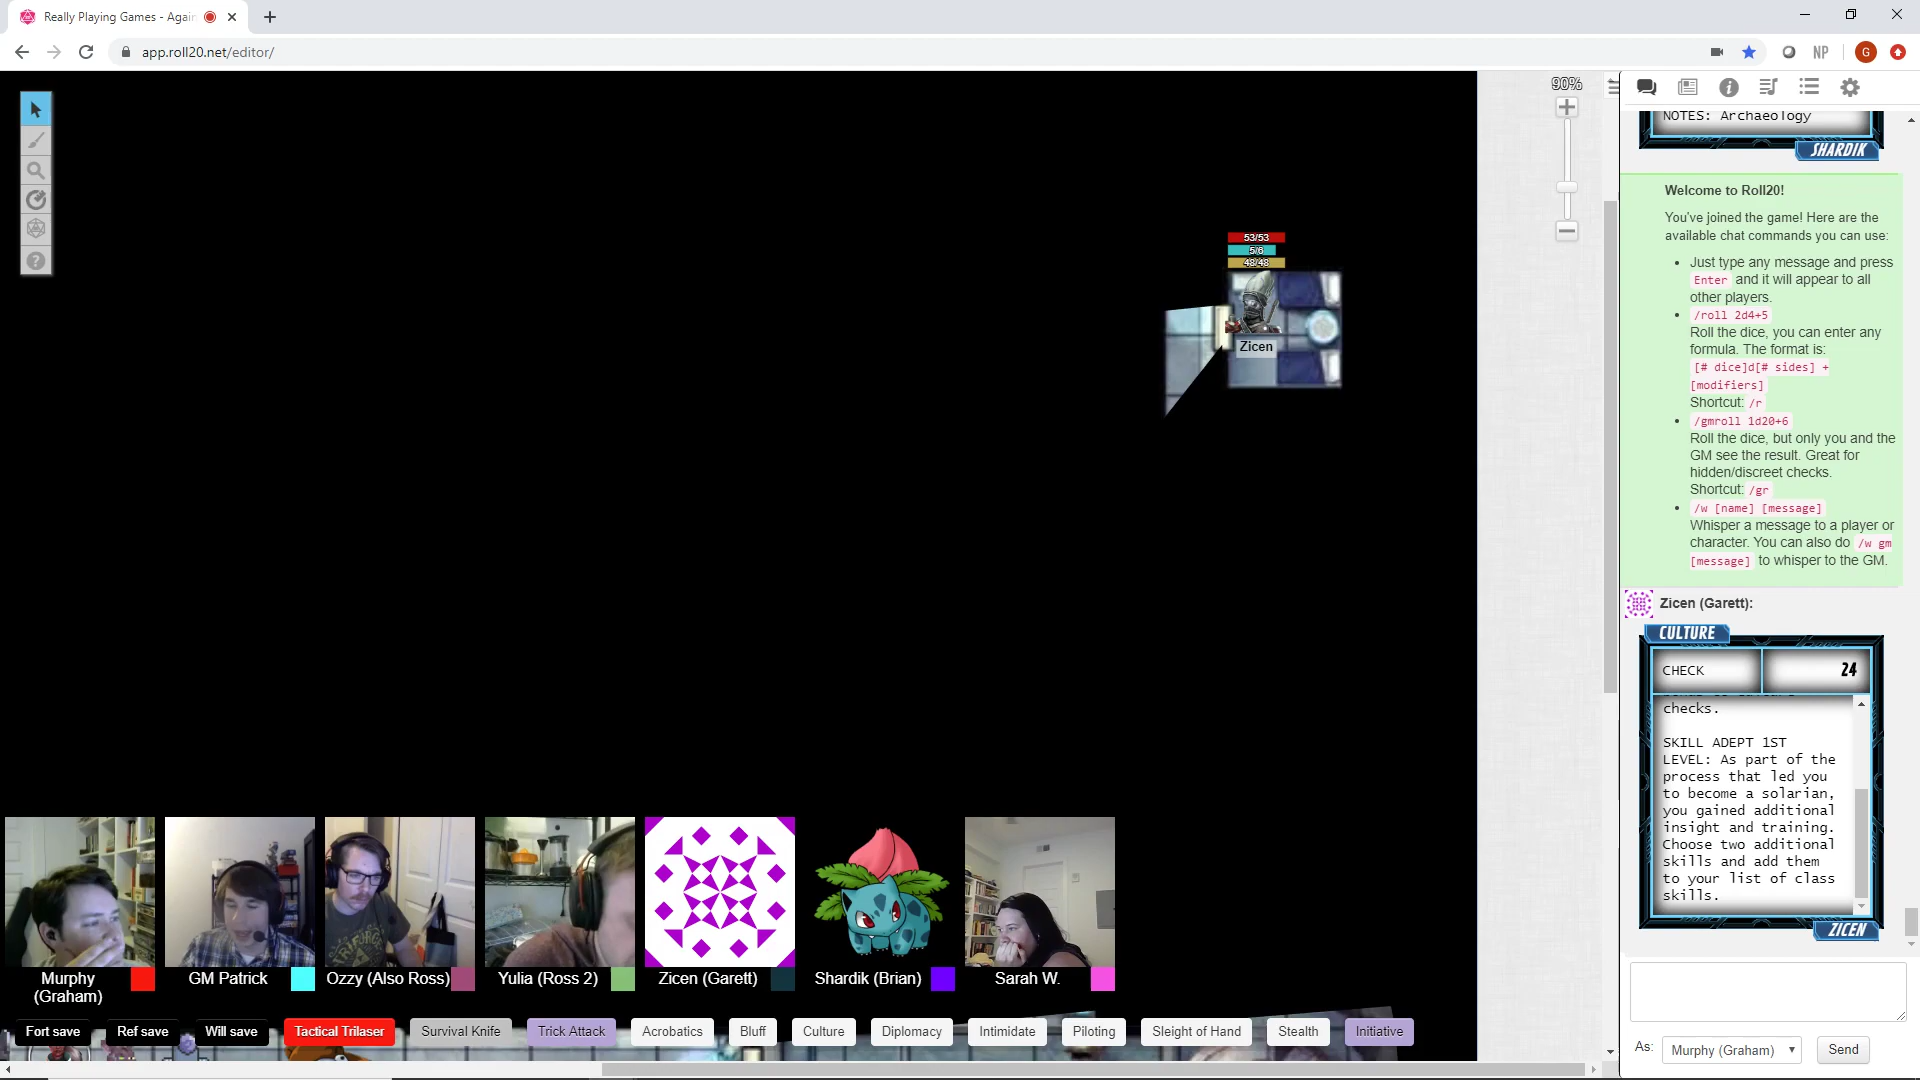 Really Playing Games - Again
app.roll20.net/editor/
NP
G
90%
NOTES: Archaeology
SHARDIK
Welcome to Roll20!
You've joined the game! Here are the
available chat commands you can use:
Just type any message and press
Enter and it will appear to all
other players.
/roll 2d4+5
Roll the dice, you can enter any
formula. The format is:
[# dice]d[# sides] +
[modifiers]
Shortcut: /r
/gmroll 1d20+6
Roll the dice, but only you and the
GM see the result. Great for
hidden/discreet checks.
Shortcut: /gr
/w [name] [message]
Whisper a message to a player or
character. You can also do /w gm
[message] to whisper to the GM.
53/53
5/6
48/48
Zicen
Zicen (Garett):
CULTURE
CHECK 24
checks.
SKILL ADEPT 1ST
LEVEL: As part of the
process that led you
to become a solarian,
you gained additional
insight and training.
Choose two additional
skills and add them
to your list of class
skills.
ZICEN
Murphy
(Graham)
GM Patrick
Ozzy (Also Ross)
Yulia (Ross 2)
Zicen (Garett)
Shardik (Brian)
Sarah W.
Fort save
Ref save
Will save
Tactical Trilaser
Survival Knife
Trick Attack
Acrobatics
Bluff
Culture
Diplomacy
Intimidate
Piloting
Sleight of Hand
Stealth
Initiative
As: Murphy (Graham)
Send